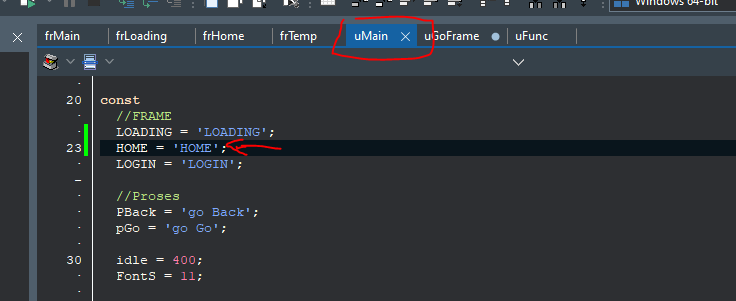 Windows 64-bit
frMain frLoading frHome frTemp uMain uGoFrame uFunc
20 const
//FRAME
LOADING = 'LOADING';
23 HOME = 'HOME';
LOGIN = 'LOGIN';
//Proses
PBack = 'go Back';
pGo = 'go Go';
30 idle = 400;
FontS = 11;